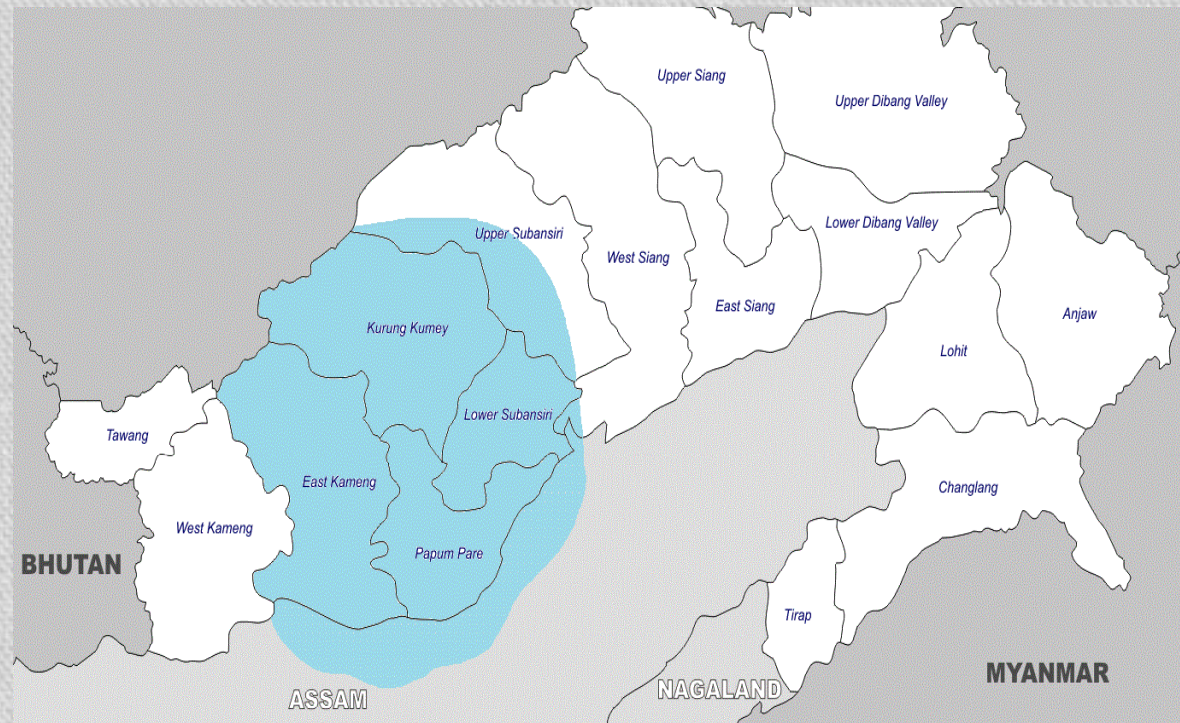 Upper Siang
Upper Dibang Valley
Upper Subansiri
Lower Dibang Valley
West Siang
East Siang
Anjaw
Kurung Kumey
Lohit
Lower Subansiri
Tawang
East Kameng
Changlang
West Kameng
Papum Pare
BHUTAN
Tirap
MYANMAR
NAGALAND
ASSAM